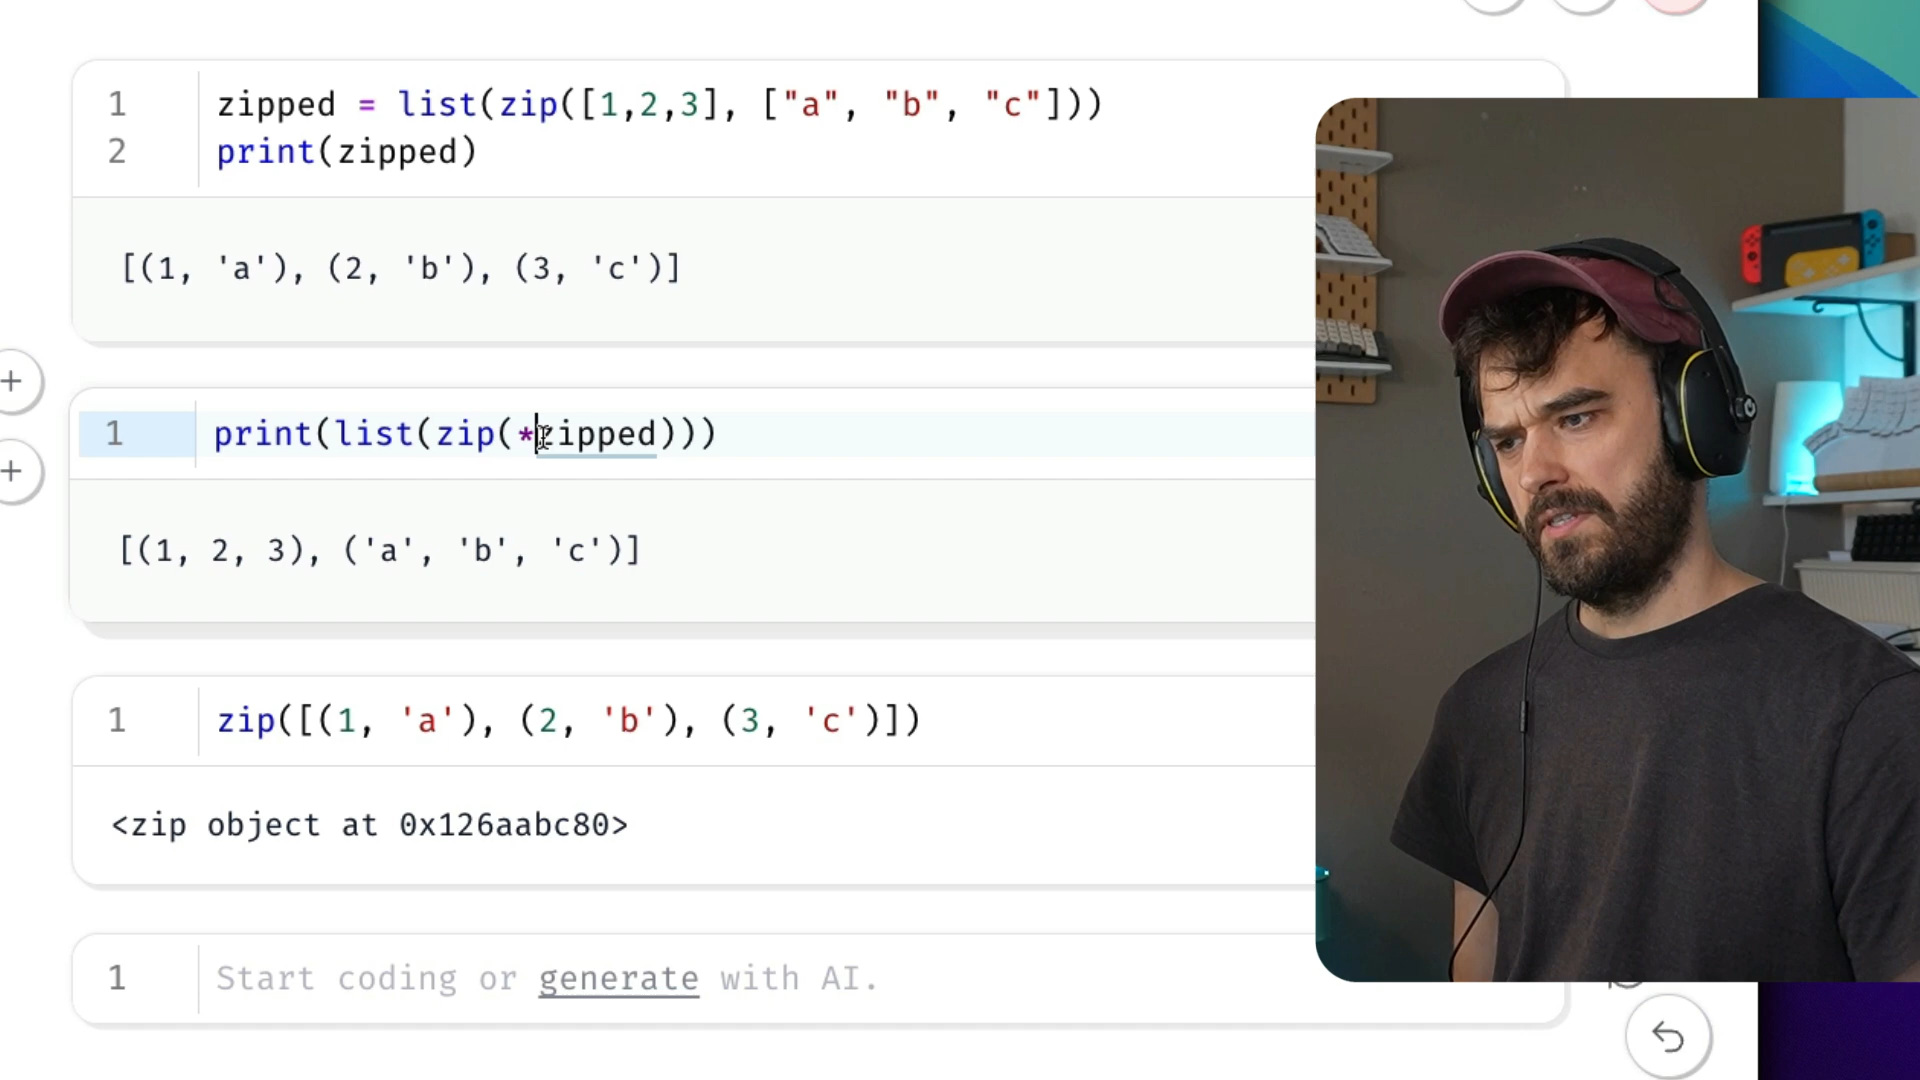 1 zipped = list(zip([1,2,3], ["a", "b", "c"]))
2 print(zipped)
[(1, 'a'), (2, 'b'), (3, 'c')]
1 print(list(zip(*zipped)))
[(1, 2, 3), ('a', 'b', 'c')]
1 zip([(1, 'a'), (2, 'b'), (3, 'c')])
<zip object at 0x126aabc80>
1 Start coding or generate with AI.